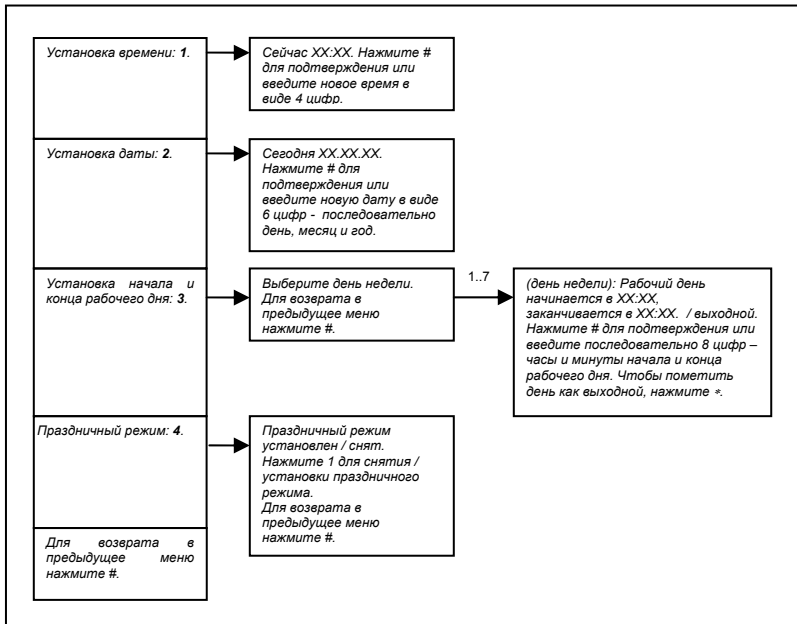 Установка времени: 1.
Сейчас XX:XX. Нажмите #
для подтверждения или
введите новое время в
виде 4 цифр.
Установка даты: 2.
Сегодня XX.XX.XX.
Нажмите # для
подтверждения или
введите новую дату в виде
6 цифр - последовательно
день, месяц и год.
Установка начала и
конца рабочего дня: 3.
Выберите день недели.
Для возврата в
предыдущее меню
нажмите #.
1..7
(день недели): Рабочий день
начинается в XX:XX,
заканчивается в XX:XX. / выходной.
Нажмите # для подтверждения или
введите последовательно 8 цифр –
часы и минуты начала и конца
рабочего дня. Чтобы пометить
день как выходной, нажмите *.
Праздничный режим: 4.
Праздничный режим
установлен / снят.
Нажмите 1 для снятия /
установки праздничного
режима.
Для возврата в
предыдущее меню
нажмите #.
Для возврата в
предыдущее меню
нажмите #.